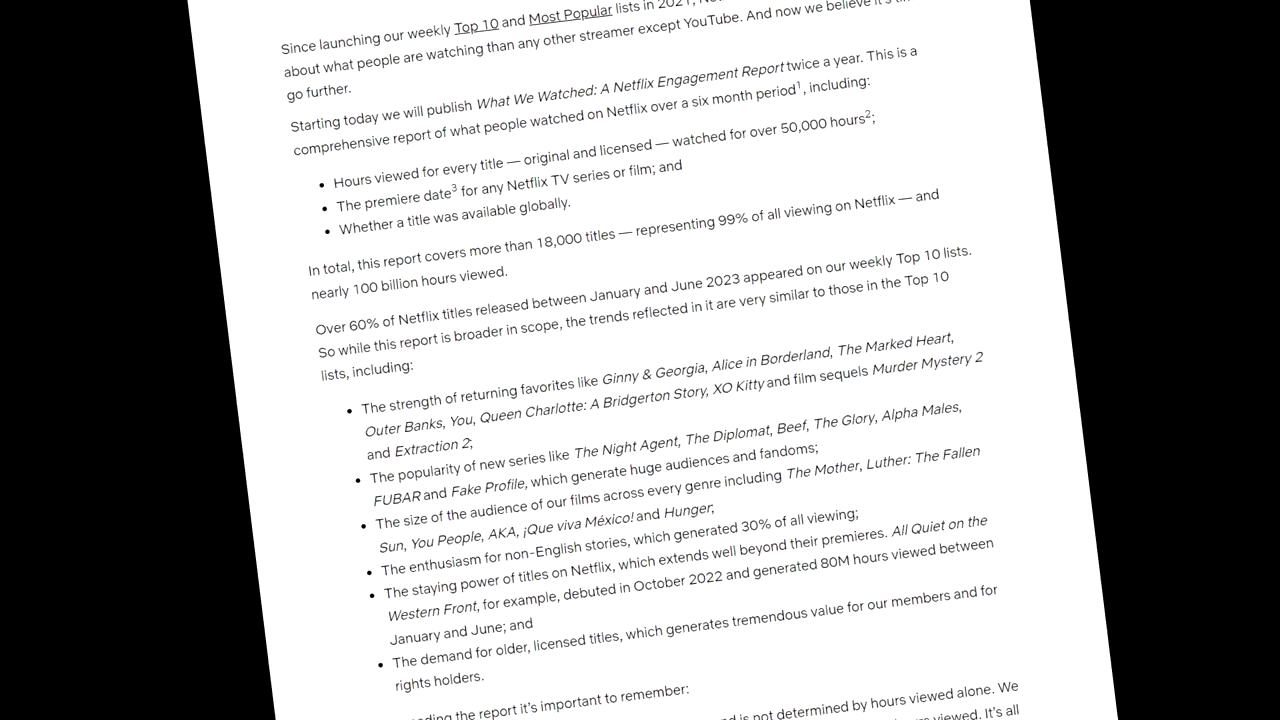 Since launching our weekly Top 10 and Most Popular lists in 2021,
about what people are watching than any other streamer except YouTube. And now we believe it's
go further.
Starting today we will publish What We Watched: A Netflix Engagement Report twice a year. This is a
comprehensive report of what people watched on Netflix over a six month period¹, including:
• Hours viewed for every title — original and licensed — watched for over 50,000 hours²;
• The premiere date³ for any Netflix TV series or film; and
• Whether a title was available globally.
In total, this report covers more than 18,000 titles — representing 99% of all viewing on Netflix — and
nearly 100 billion hours viewed.
Over 60% of Netflix titles released between January and June 2023 appeared on our weekly Top 10 lists.
So while this report is broader in scope, the trends reflected in it are very similar to those in the Top 10
lists, including:
• The strength of returning favorites like Ginny & Georgia, Alice in Borderland, The Marked Heart,
Outer Banks, You, Queen Charlotte: A Bridgerton Story, XO Kitty and film sequels Murder Mystery 2
and Extraction 2;
• The popularity of new series like The Night Agent, The Diplomat, Beef, The Glory, Alpha Males,
FUBAR and Fake Profile, which generate huge audiences and fandoms;
• The size of the audience of our films across every genre including The Mother, Luther: The Fallen
Sun, You People, AKA, ¡Que viva México! and Hunger,
• The enthusiasm for non-English stories, which generated 30% of all viewing;
• The staying power of titles on Netflix, which extends well beyond their premieres. All Quiet on the
Western Front, for example, debuted in October 2022 and generated 80M hours viewed between
January and June; and
• The demand for older, licensed titles, which generates tremendous value for our members and for
rights holders.
the report it's important to remember:
is not determined by hours viewed alone. We
viewed. It's all